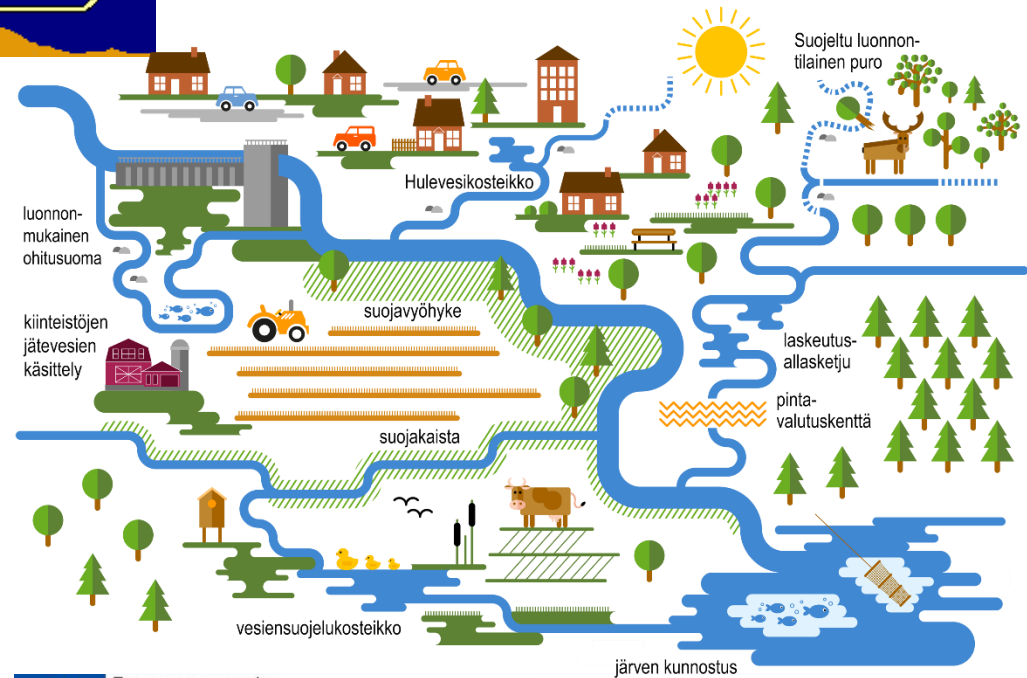 Suojeltu luonnon-
tilainen puro
Hulevesikosteikko
luonnon-
mukainen
ohitusuoma
suojavyöhyke
kiinteistöjen
jätevesien
käsittely
laskeutus-
allasketju
pinta-
valutuskenttä
suojakaista
vesiensuojelukosteikko
järven kunnostus